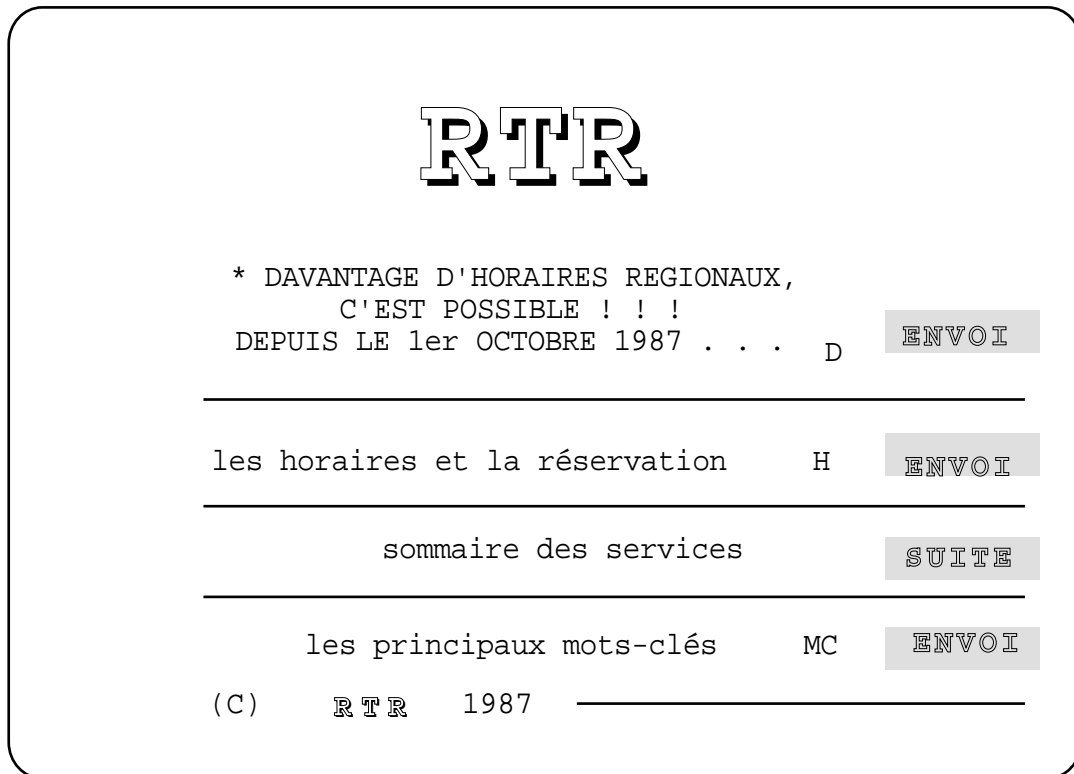 RTR
* DAVANTAGE D'HORAIRES REGIONAUX,
C'EST POSSIBLE ! ! !
DEPUIS LE 1er OCTOBRE 1987 . . . D ENVOI
les horaires et la réservation H ENVOI
sommaire des services SUITE
les principaux mots-clés MC ENVOI
(C) RTR 1987